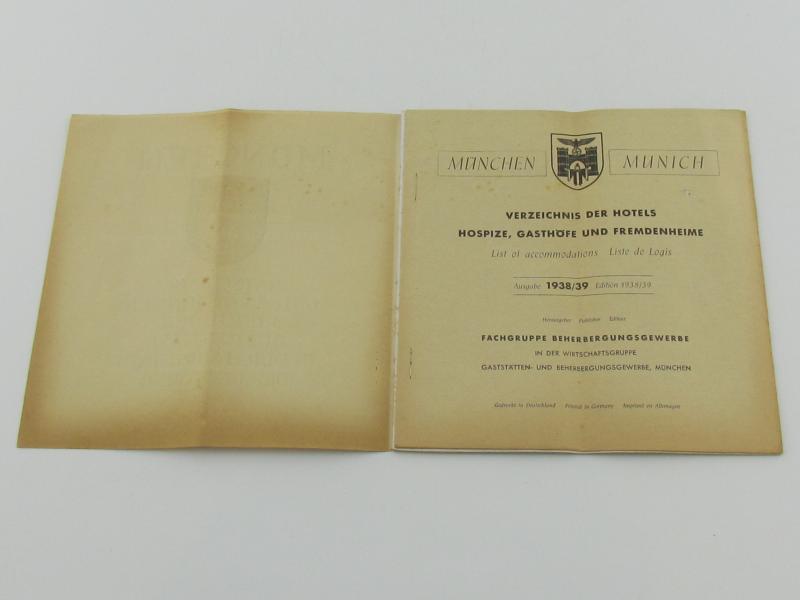 MÜNCHEN MUNICH
VERZEICHNIS DER HOTELS
HOSPIZE, GASTHÖFE UND FREMDENHEIME
List of accommodations Liste de Logis
Ausgabe 1938/39 Edition 1938/39
Herausgeber Publisher Editeur
FACHGRUPPE BEHERBERGUNGSGEWERBE
IN DER WIRTSCHAFTSGRUPPE
GASTSTÄTTEN- UND BEHERBERGUNGSGEWERBE, MÜNCHEN
Gedruckt in Deutschland Printed in Germany Imprimé en Allemagne